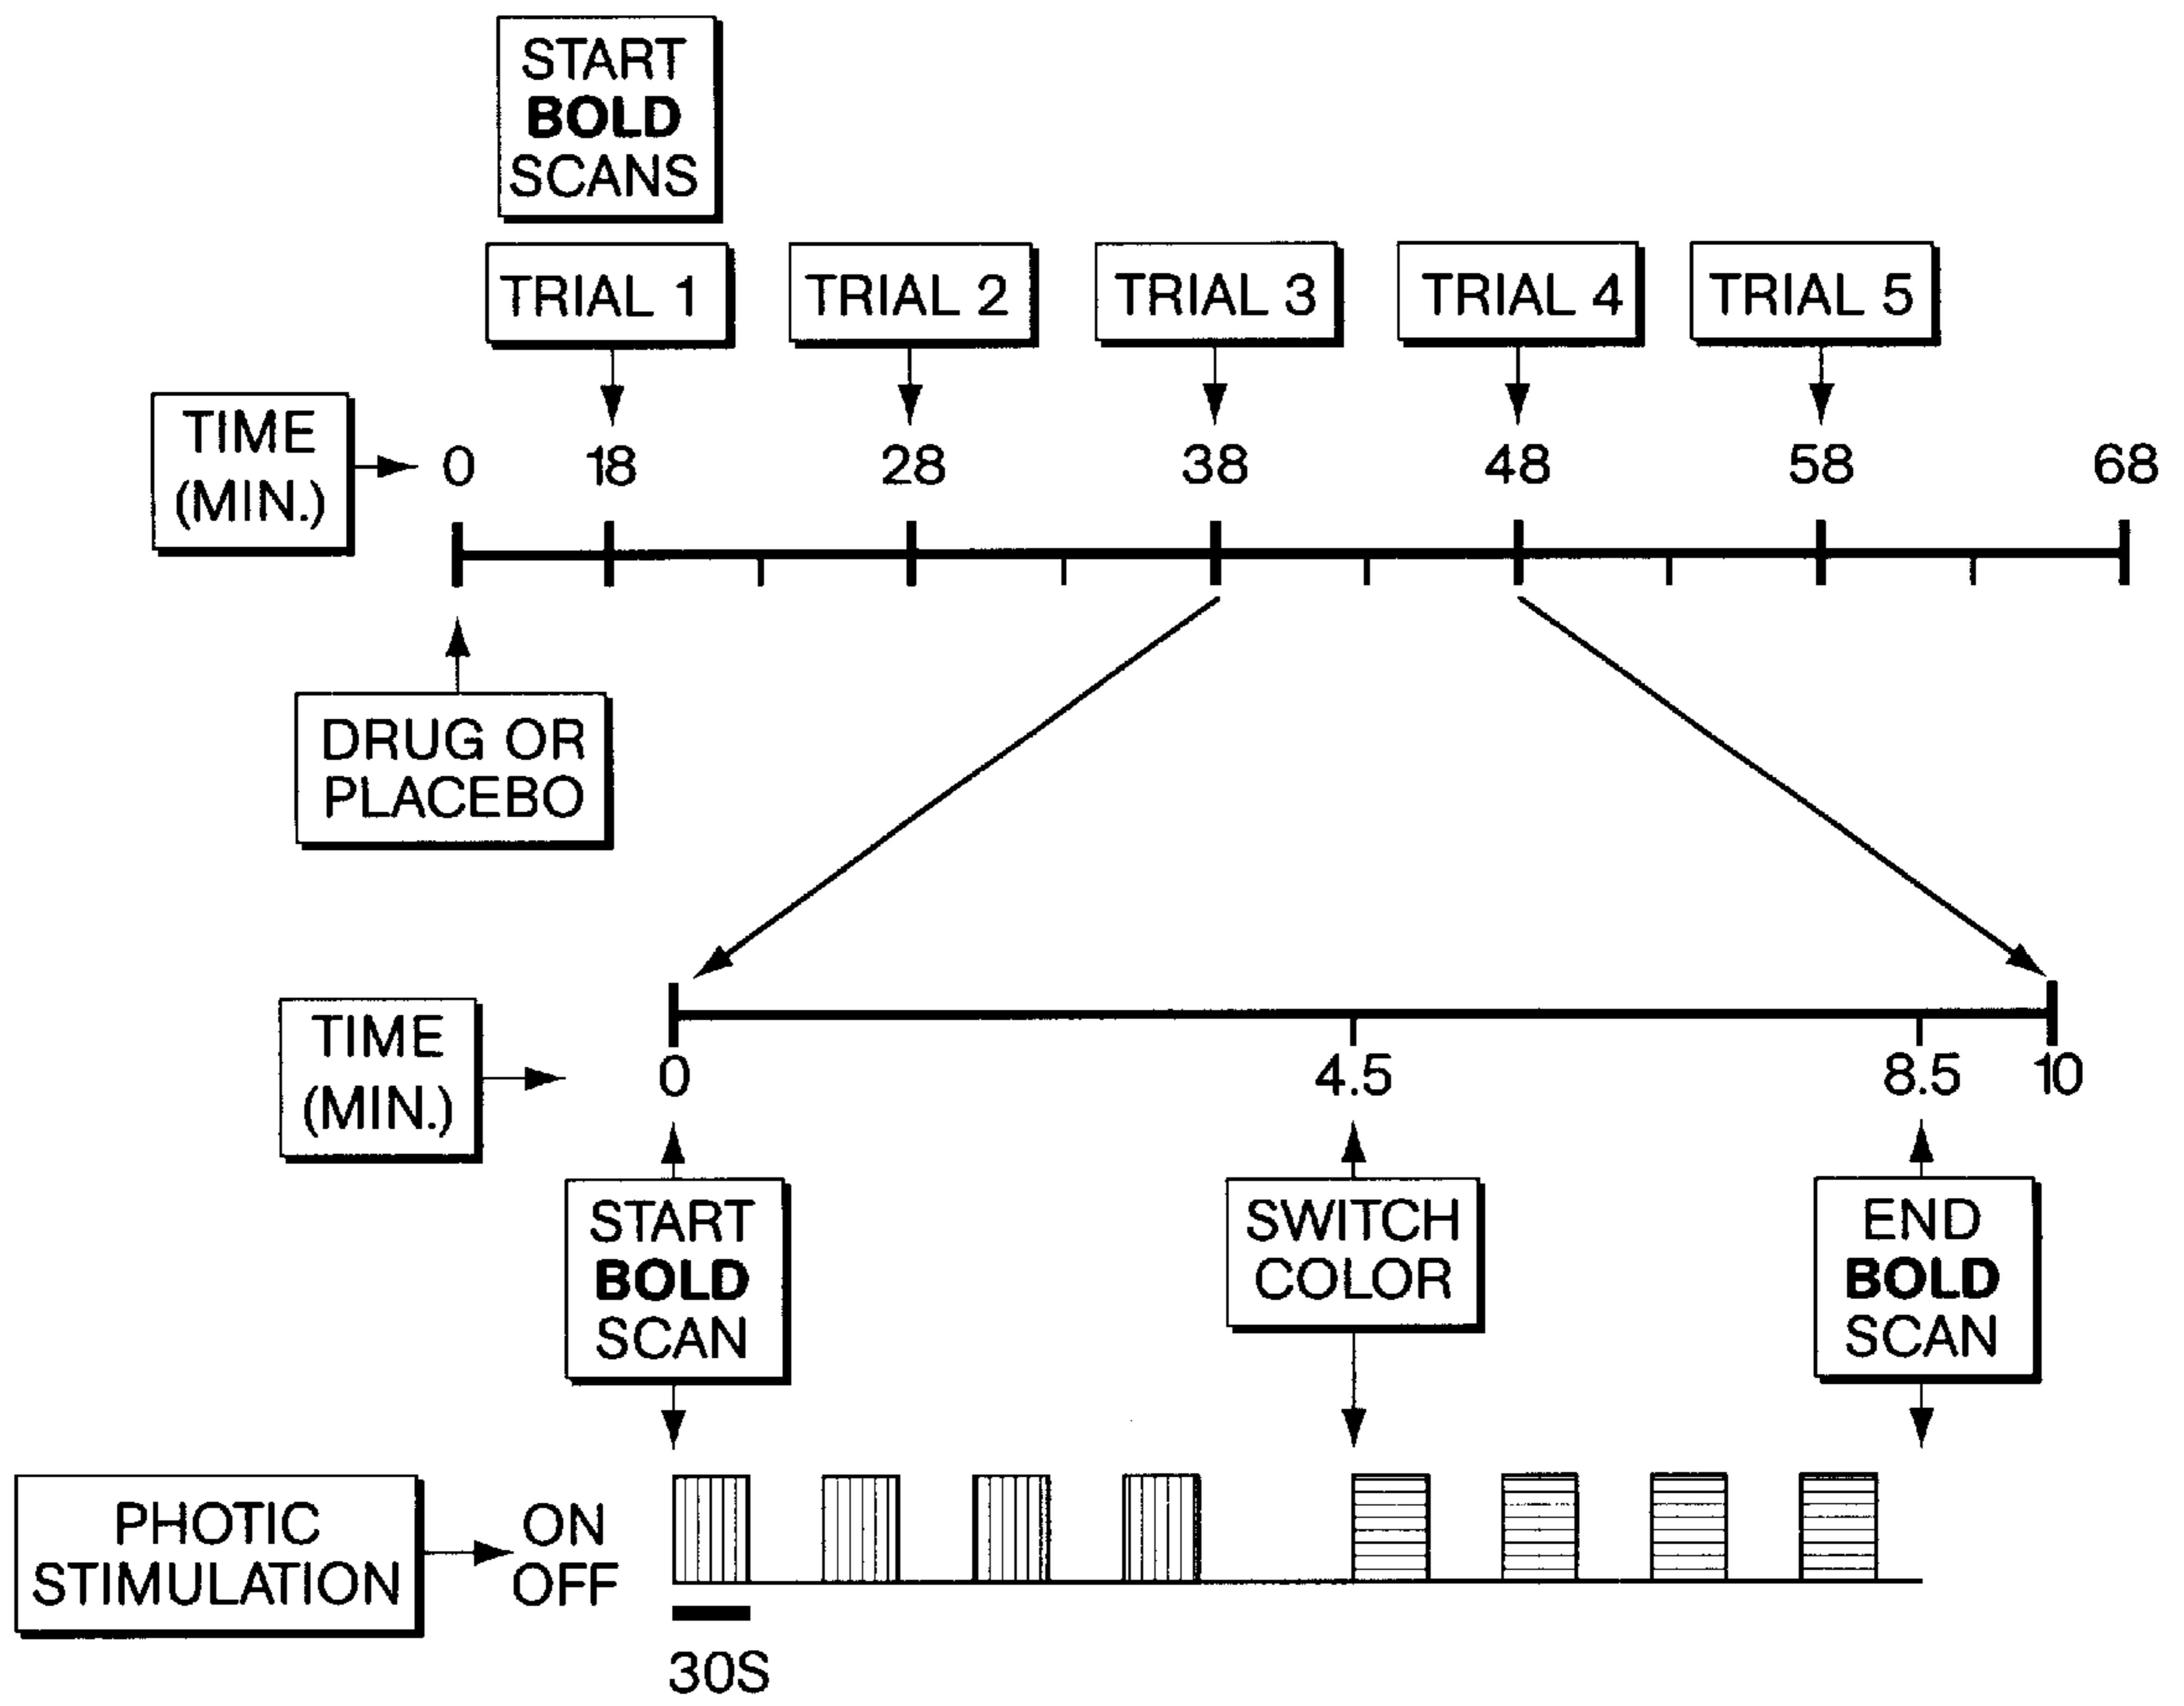 START
BOLD
SCANS
TRIAL 1
TRIAL 2
TRIAL 3
TRIAL 4
TRIAL 5
TIME
(MIN.)
0
18
28
38
48
58
68
DRUG OR
PLACEBO
TIME
(MIN.)
0
4.5
8.5
10
START
BOLD
SCAN
SWITCH
COLOR
END
BOLD
SCAN
PHOTIC
STIMULATION
ON
OFF
30S